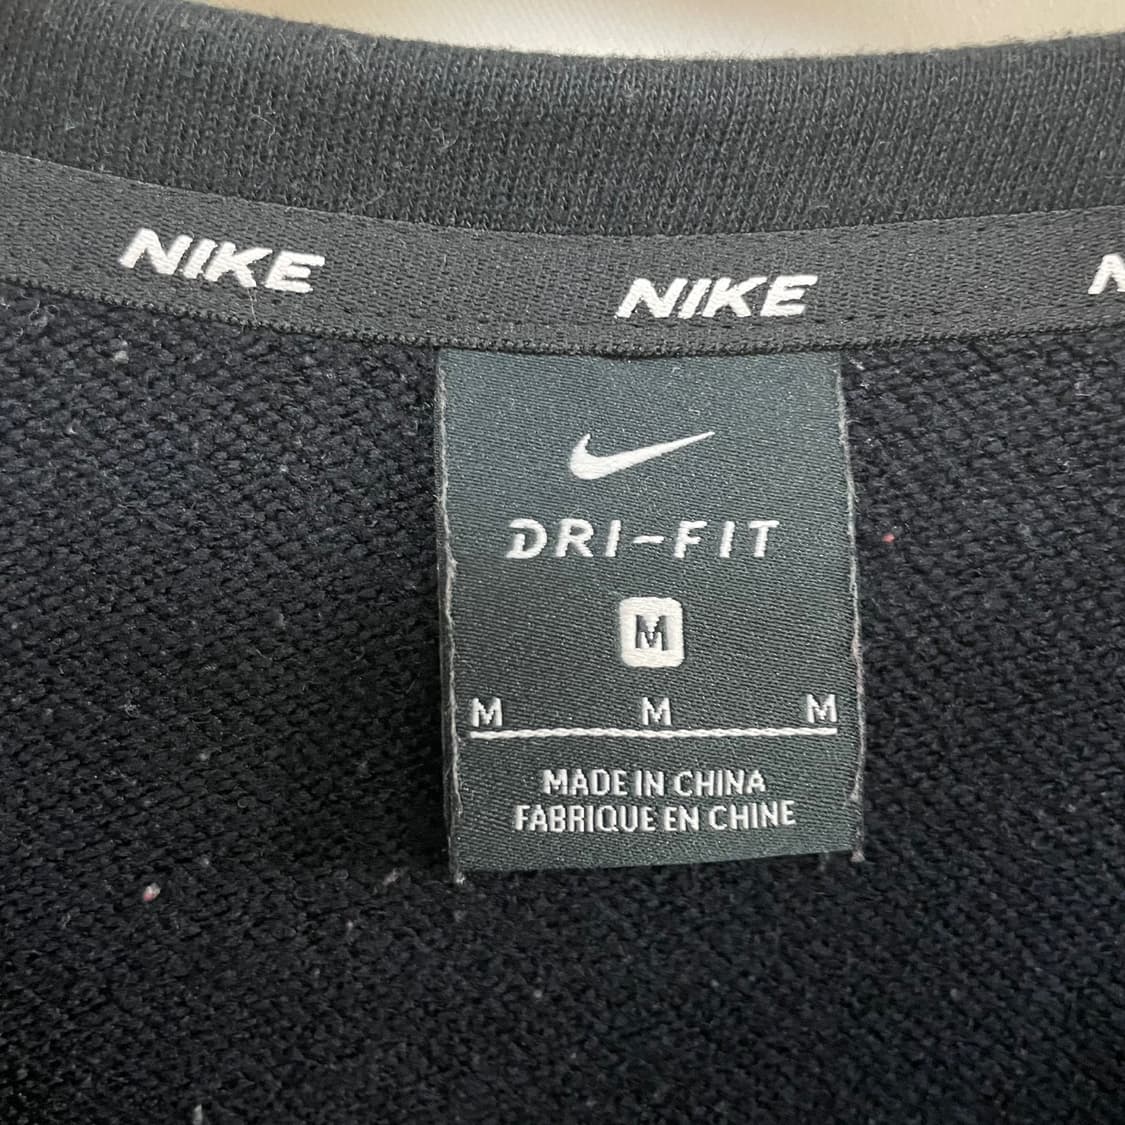 NIKE NIKE N
DRI-FIT
M
M M M
MADE IN CHINA
FABRIQUE EN CHINE